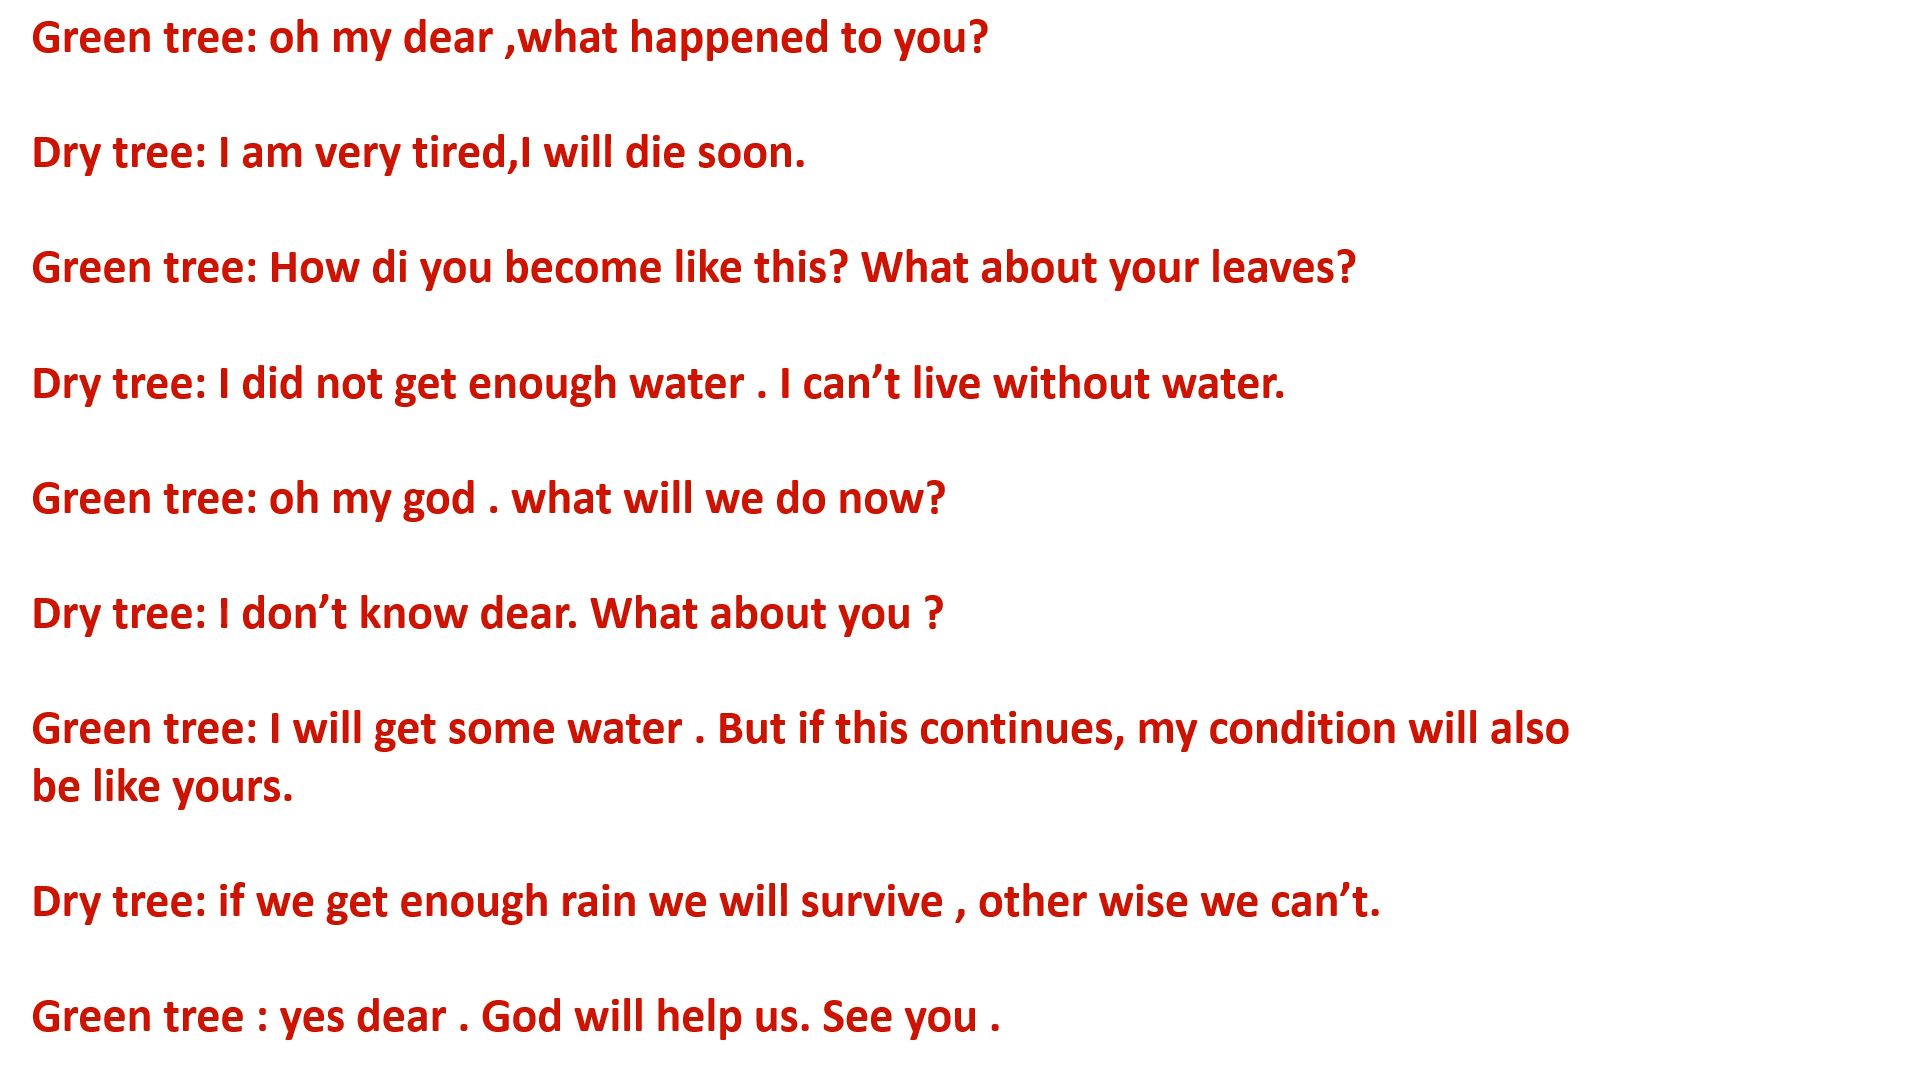 Green tree: oh my dear ,what happened to you?
Dry tree: I am very tired,I will die soon.
Green tree: How di you become like this? What about your leaves?
Dry tree: I did not get enough water . I can’t live without water.
Green tree: oh my god . what will we do now?
Dry tree: I don’t know dear. What about you ?
Green tree: I will get some water . But if this continues, my condition will also
be like yours.
Dry tree: if we get enough rain we will survive , other wise we can’t.
Green tree : yes dear . God will help us. See you .